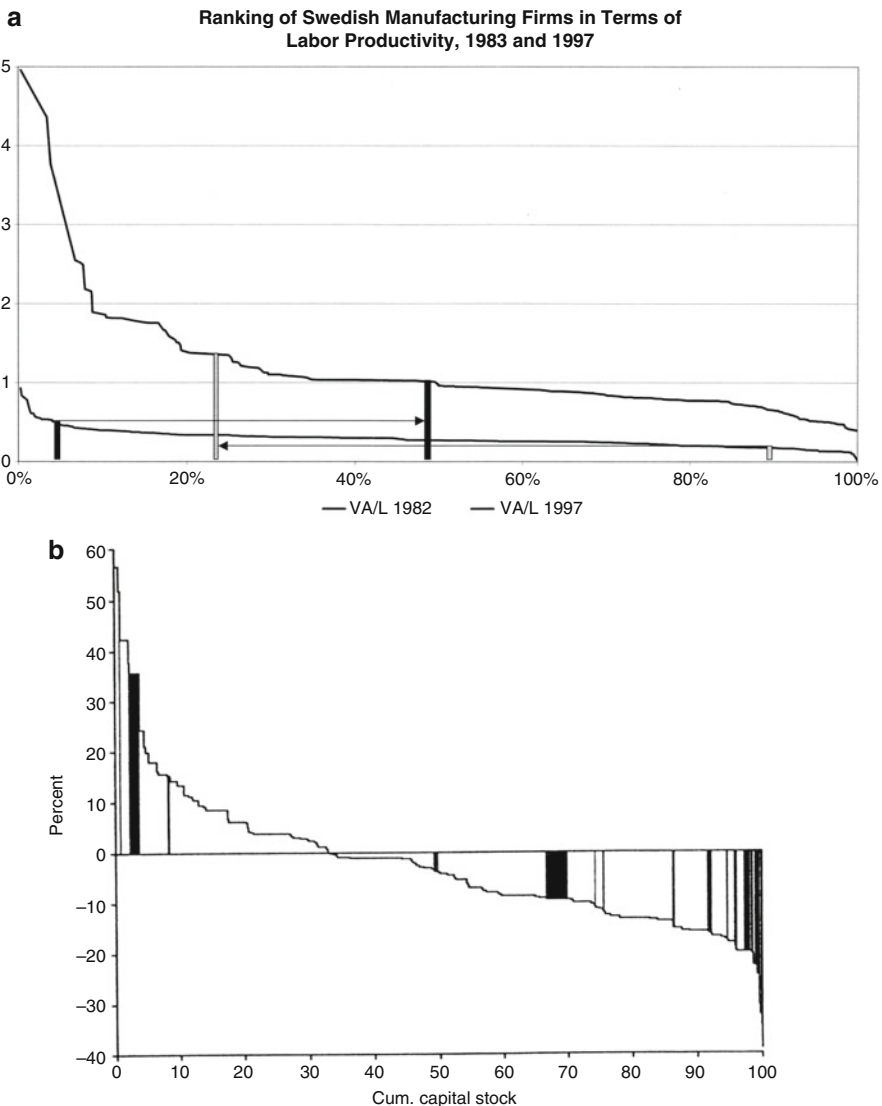 a
Ranking of Swedish Manufacturing Firms in Terms of
Labor Productivity, 1983 and 1997
5
4
3
2
1
0
0% 20% 40% 60% 80% 100%
VA/L 1982 VA/L 1997
b
60
50
40
30
20
10
0
–10
–20
–30
–40
Percent
0 10 20 30 40 50 60 70 80 90 100
Cum. capital stock